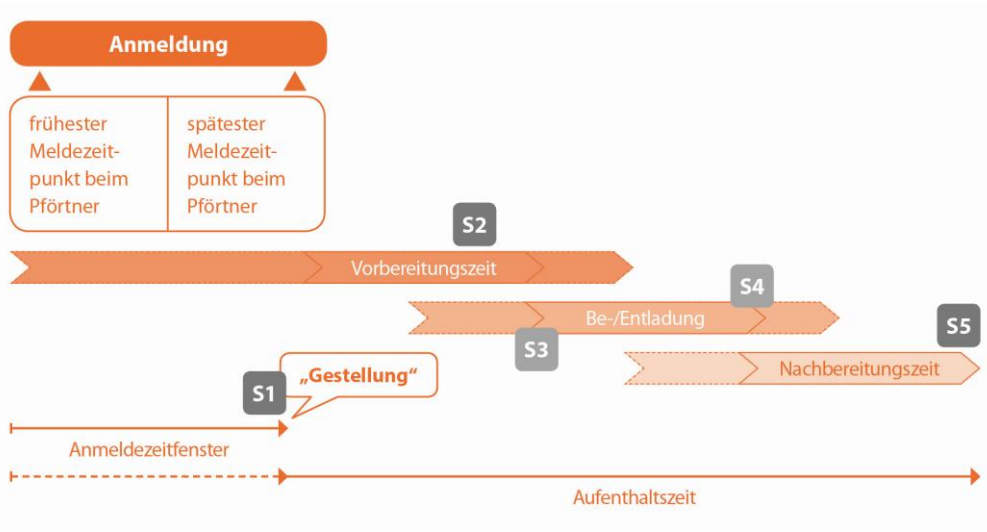 Anmeldung
frühester
Meldezeit-
punkt beim
Pförtner
spätester
Meldezeit-
punkt beim
Pförtner
S2
Vorbereitungszeit
S4
Be-/Entladung
S3
S5
Nachbereitungszeit
„Gestellung“
S1
Anmeldezeitfenster
Aufenthaltszeit